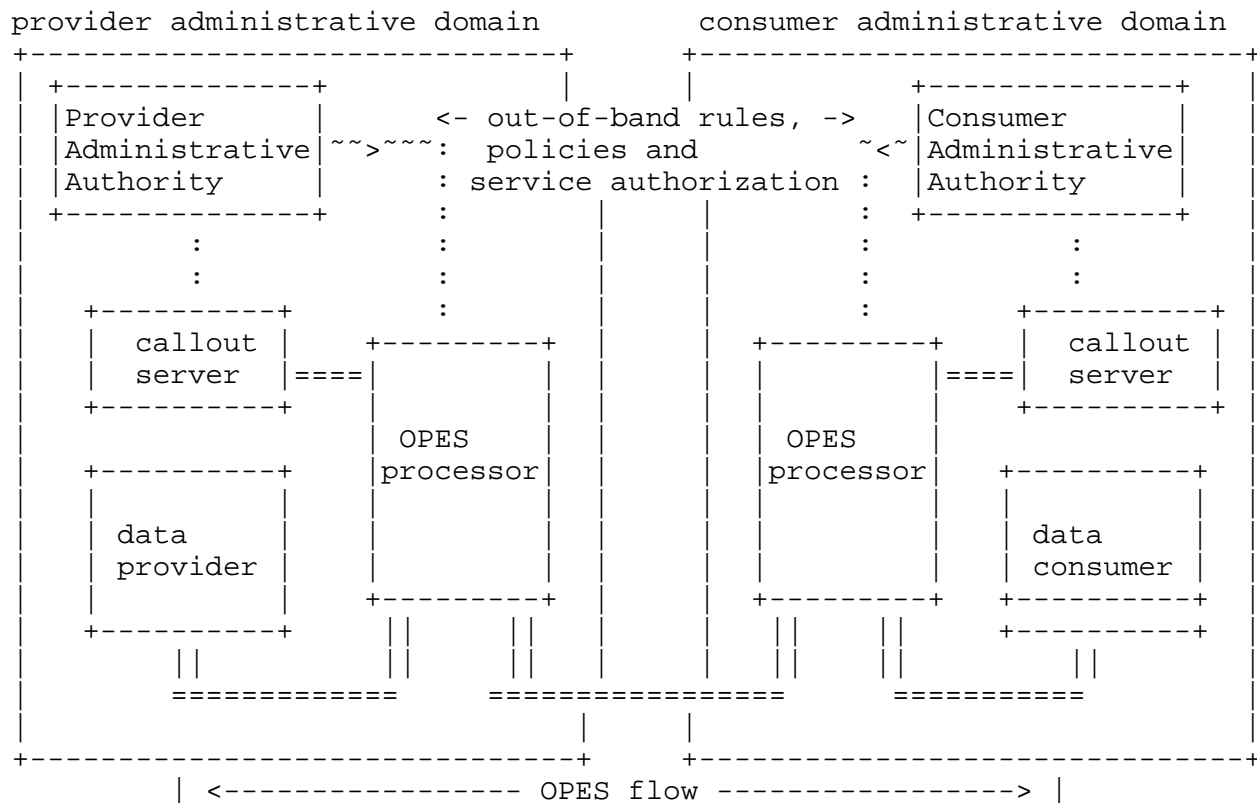 provider administrative domain
consumer administrative domain
Provider
Administrative
Authority
<- out-of-band rules, ->
policies and
service authorization
Consumer
Administrative
Authority
callout
server
OPES
processor
OPES
processor
callout
server
data
provider
data
consumer
<----------------- OPES flow ----------------->